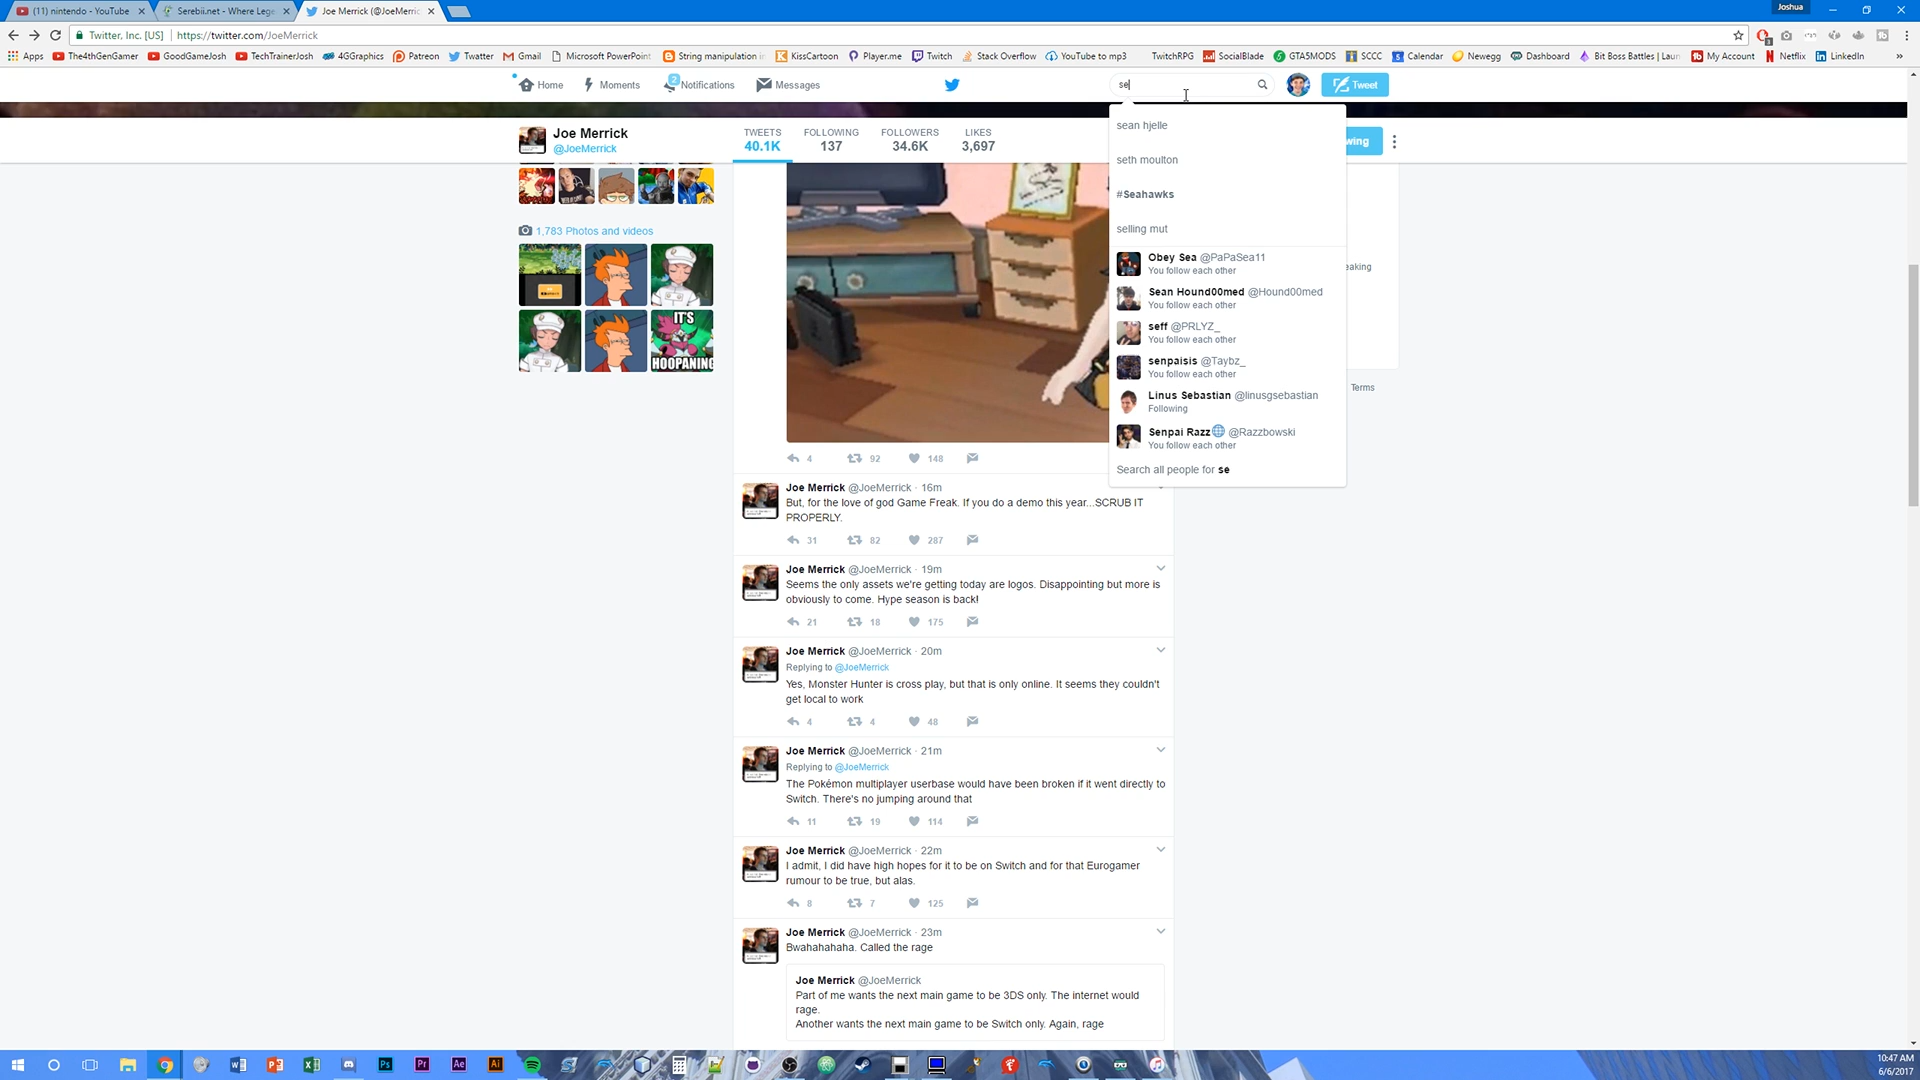 (11) nintendo - YouTube
Serebii.net - Where Lege
Joe Merrick (@JoeMerric
Joshua
Twitter, Inc. [US]
https://twitter.com/JoeMerrick
Apps
The4thGenGamer
GoodGameJosh
TechTrainerJosh
4GGraphics
Patreon
Twatter
Gmail
Microsoft PowerPoint
String manipulation in
KissCartoon
Player.me
Twitch
Stack Overflow
YouTube to mp3
TwitchRPG
SocialBlade
GTA5MODS
SCCC
Calendar
Newegg
Dashboard
Bit Boss Battles | Laun
My Account
Netflix
LinkedIn
Home
Moments
2
Notifications
Messages
se
Tweet
Joe Merrick
@JoeMerrick
TWEETS
40.1K
FOLLOWING
137
FOLLOWERS
34.6K
LIKES
3,697
wing
1,783 Photos and videos
IT'S
HOOPANING
sean hjelle
seth moulton
#Seahawks
selling mut
Obey Sea @PaPaSea11
You follow each other
Sean Hound00med @Hound00med
You follow each other
seff @PRLYZ_
You follow each other
senpaisis @Taybz_
You follow each other
Linus Sebastian @linusgsebastian
Following
Senpai Razz @Razzbowski
You follow each other
Search all people for se
eaking
Terms
4 92 148
Joe Merrick @JoeMerrick · 16m
But, for the love of god Game Freak. If you do a demo this year...SCRUB IT
PROPERLY.
31 82 287
Joe Merrick @JoeMerrick · 19m
Seems the only assets we're getting today are logos. Disappointing but more is
obviously to come. Hype season is back!
21 18 175
Joe Merrick @JoeMerrick · 20m
Replying to @JoeMerrick
Yes, Monster Hunter is cross play, but that is only online. It seems they couldn't
get local to work
4 4 48
Joe Merrick @JoeMerrick · 21m
Replying to @JoeMerrick
The Pokémon multiplayer userbase would have been broken if it went directly to
Switch. There's no jumping around that
11 19 114
Joe Merrick @JoeMerrick · 22m
I admit, I did have high hopes for it to be on Switch and for that Eurogamer
rumour to be true, but alas.
8 7 125
Joe Merrick @JoeMerrick · 23m
Bwahahahaha. Called the rage
Joe Merrick @JoeMerrick
Part of me wants the next main game to be 3DS only. The internet would
rage.
Another wants the next main game to be Switch only. Again, rage
10:47 AM
6/6/2017